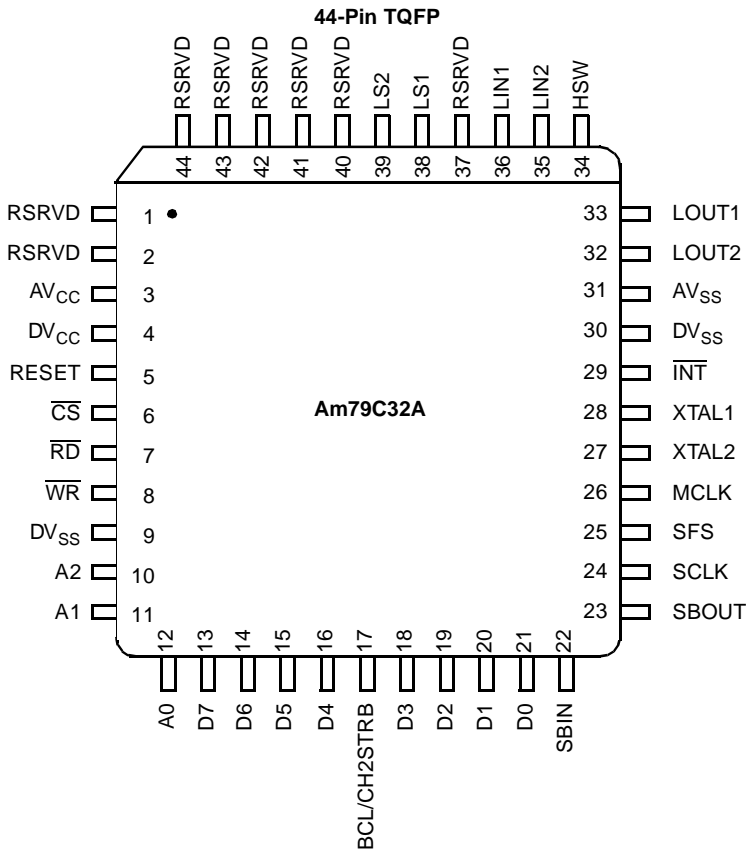 44-Pin TQFP
RSRVD
RSRVD
RSRVD
RSRVD
RSRVD
LS2
LS1
RSRVD
LIN1
LIN2
HSW
44
43
42
41
40
39
38
37
36
35
34
RSRVD 1 33 LOUT1
RSRVD 2 32 LOUT2
AVCC 3 31 AVSS
DVCC 4 30 DVSS
RESET 5 29 I̅N̅T̅
C̅S̅ 6 Am79C32A 28 XTAL1
R̅D̅ 7 27 XTAL2
W̅R̅ 8 26 MCLK
DVSS 9 25 SFS
A2 10 24 SCLK
A1 11 23 SBOUT
12
13
14
15
16
17
18
19
20
21
22
A0
D7
D6
D5
D4
BCL/CH2STRB
D3
D2
D1
D0
SBIN